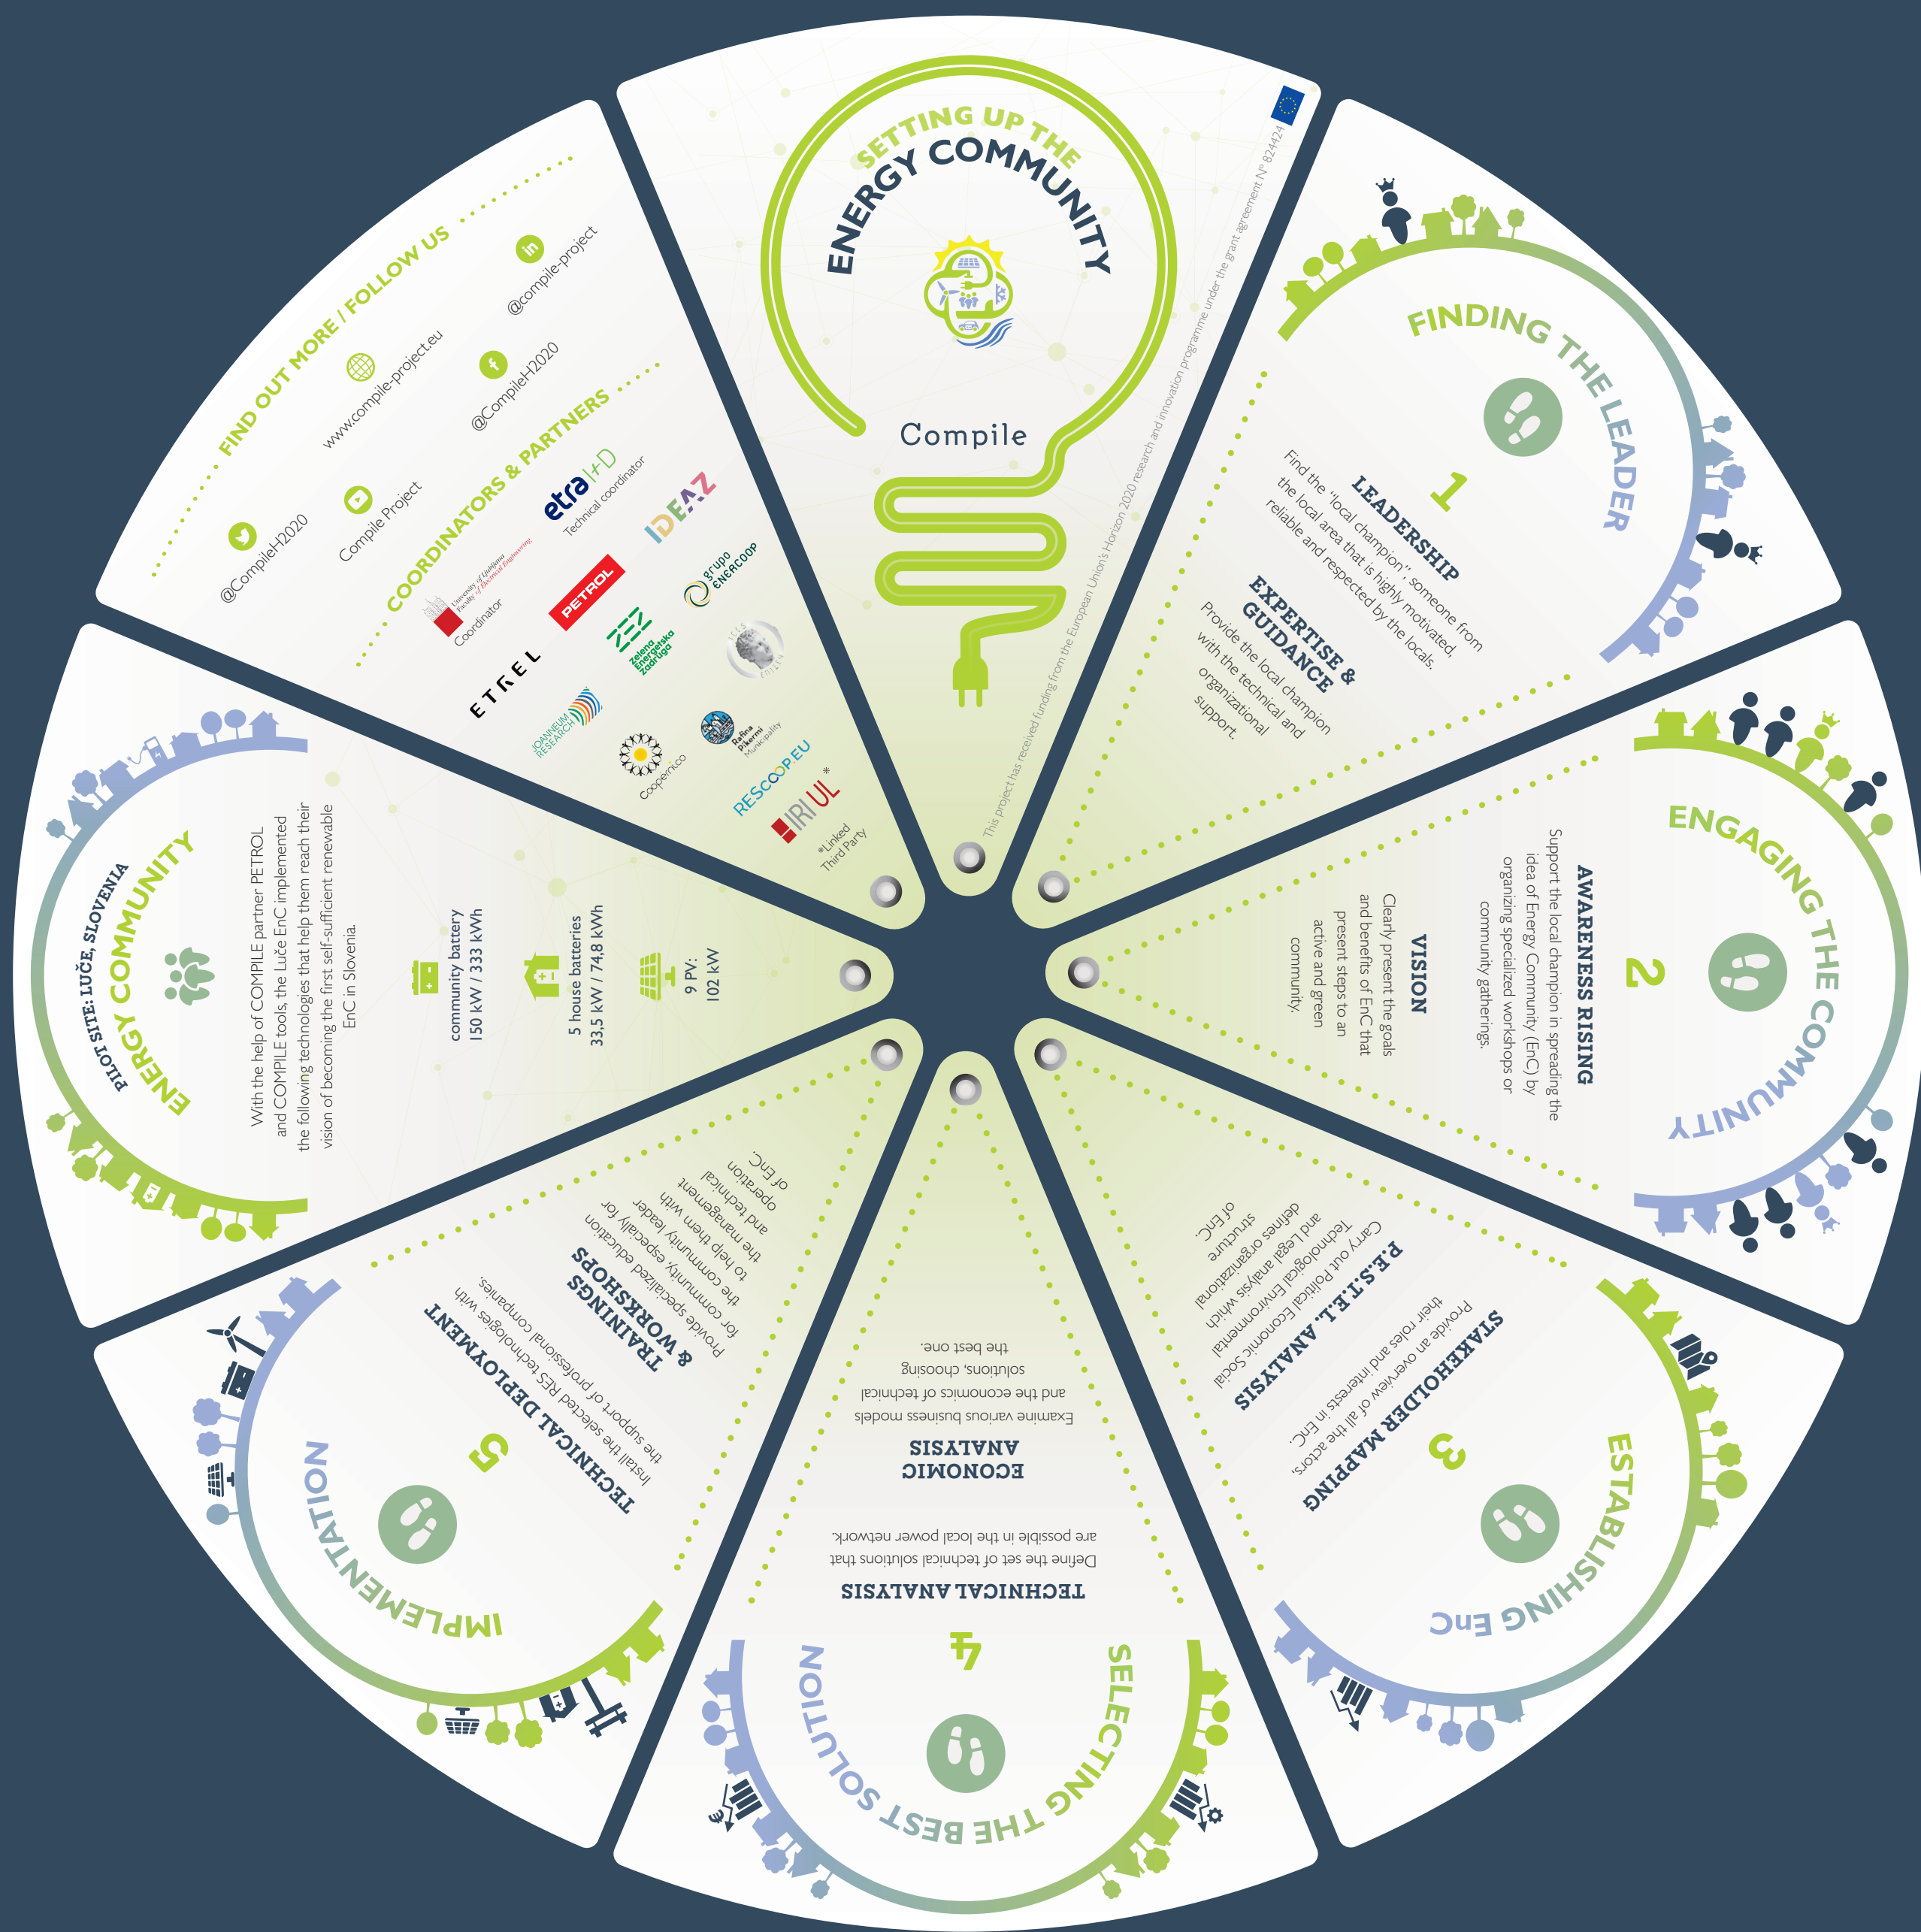 SETTING UP THE
ENERGY COMMUNITY
Compile
This project has received funding from the European Union's Horizon 2020 research and innovation programme under the grant agreement Nº 824424
FINDING THE LEADER
1
LEADERSHIP
Find the "local champion", someone from
the local area that is highly motivated,
reliable and respected by the locals.
EXPERTISE &
GUIDANCE
Provide the local champion
with the technical and
organizational
support.
ENGAGING THE COMMUNITY
2
AWARENESS RISING
Support the local champion in spreading the
idea of Energy Community (EnC) by
organizing specialized workshops or
community gatherings.
VISION
Clearly present the goals
and benefits of EnC that
present steps to an
active and green
community.
ESTABLISHING EnC
3
STAKEHOLDER MAPPING
Provide an overview of all the actors,
their roles and interests in EnC.
P.E.S.T.E.L. ANALYSIS
Carry out Political Economic Social
Technological Environmental
and Legal analysis which
defines organizational
structure
of EnC.
SELECTING THE BEST SOLUTION
4
TECHNICAL ANALYSIS
Define the set of technical solutions that
are possible in the local power network.
ECONOMIC
ANALYSIS
Examine various business models
and the economics of technical
solutions, choosing
the best one.
IMPLEMENTATION
5
TECHNICAL DEPLOYMENT
Install the selected RES technologies with
the support of professional companies.
TRAININGS
& WORKSHOPS
Provide specialized education
for community, especially for
the community leader
to help them with
the management
and technical
operation
of EnC.
PILOT SITE: LUČE, SLOVENIA
ENERGY COMMUNITY
With the help of COMPILE partner PETROL
and COMPILE tools, the Luče EnC implemented
the following technologies that help them reach their
vision of becoming the first self-sufficient renewable
EnC in Slovenia.
community battery
150 kW / 333 kWh
5 house batteries
33,5 kW / 74,8 kWh
9 PV:
102 kW
FIND OUT MORE / FOLLOW US
in
@compile-project
www.compile-project.eu
f
@CompileH2020
Compile Project
@CompileH2020
COORDINATORS & PARTNERS
University of Ljubljana
Faculty of Electrical Engineering
Coordinator
etra I+D
Technical coordinator
PETROL
IDEAZ
ETREL
Zelena
Energetska
Zadruga
grupo
ENERCOOP
JOANNEUM
RESEARCH
Coopérnico
Rafina
Pikermi
Municipality
RESCOOP.EU
IRI UL*
*Linked
Third Party